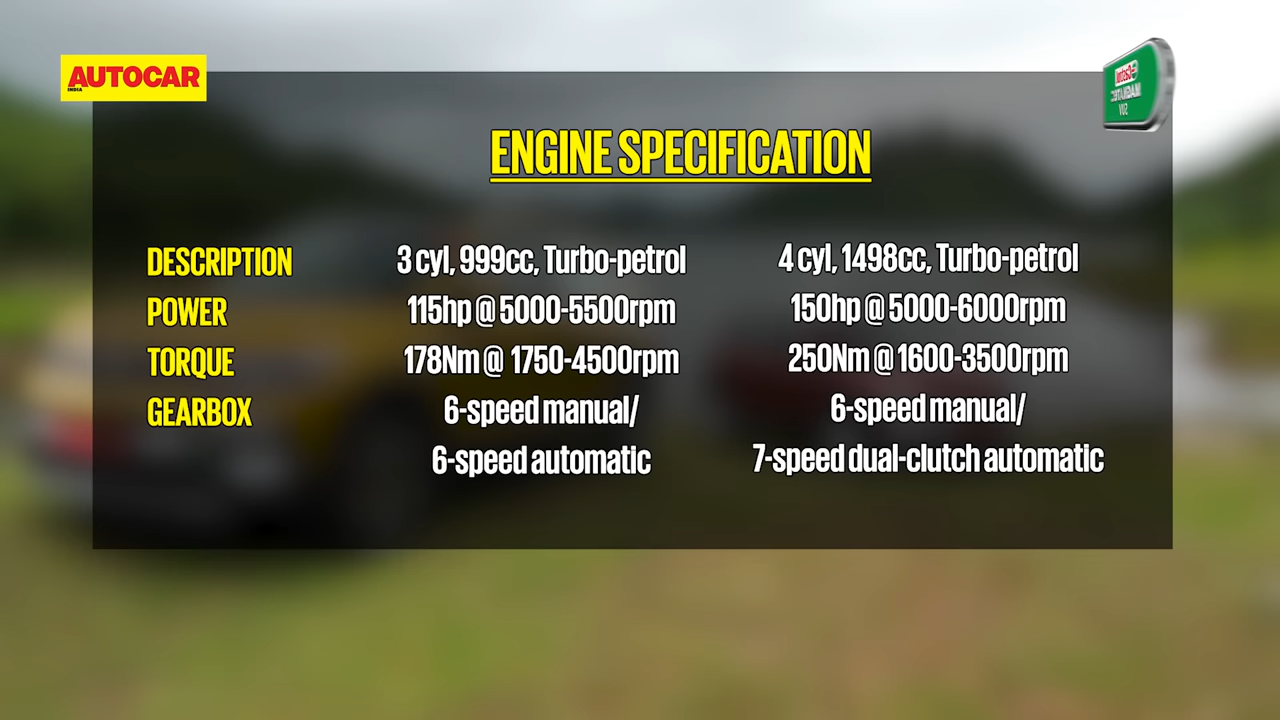 AUTOCAR
INDIA
ENGINE SPECIFICATION
DESCRIPTION 3 cyl, 999cc, Turbo-petrol 4 cyl, 1498cc, Turbo-petrol
POWER 115hp @ 5000-5500rpm 150hp @ 5000-6000rpm
TORQUE 178Nm @ 1750-4500rpm 250Nm @ 1600-3500rpm
GEARBOX 6-speed manual/ 6-speed manual/
6-speed automatic 7-speed dual-clutch automatic